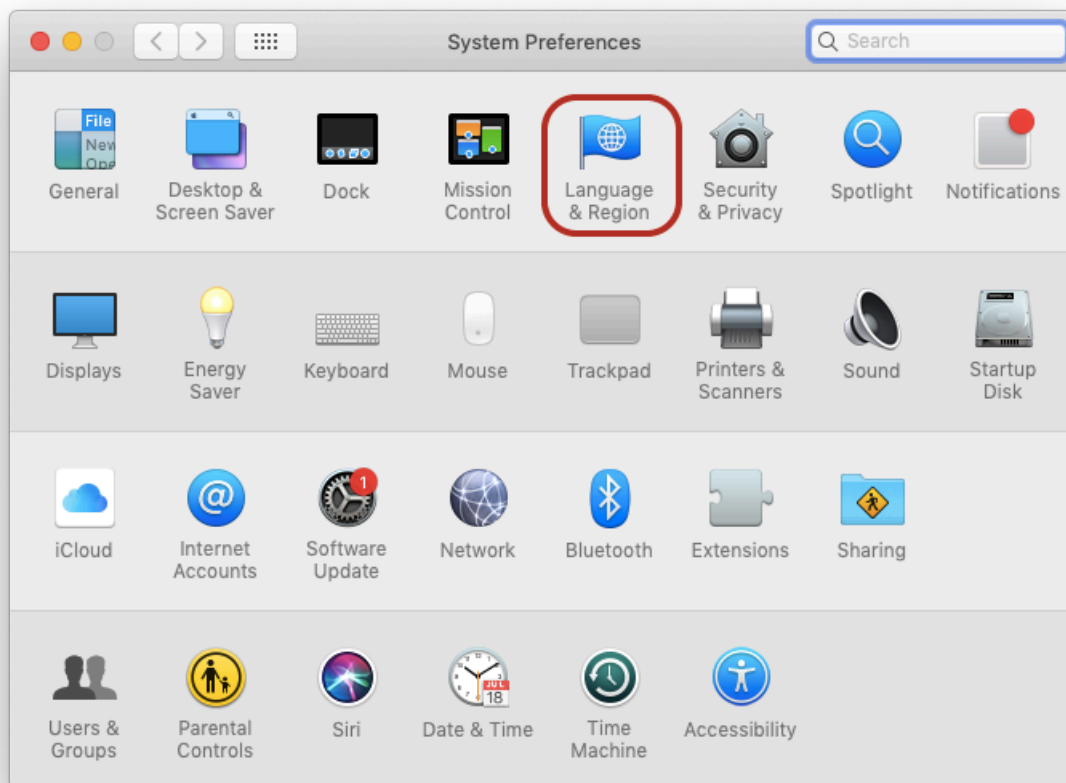 System Preferences
Search
File
New
Ope
General
Desktop &
Screen Saver
Dock
Mission
Control
Language
& Region
Security
& Privacy
Spotlight
Notifications
Displays
Energy
Saver
Keyboard
Mouse
Trackpad
Printers &
Scanners
Sound
Startup
Disk
iCloud
@
Internet
Accounts
1
Software
Update
Network
Bluetooth
Extensions
Sharing
Users &
Groups
Parental
Controls
Siri
JUL
18
Date & Time
Time
Machine
Accessibility